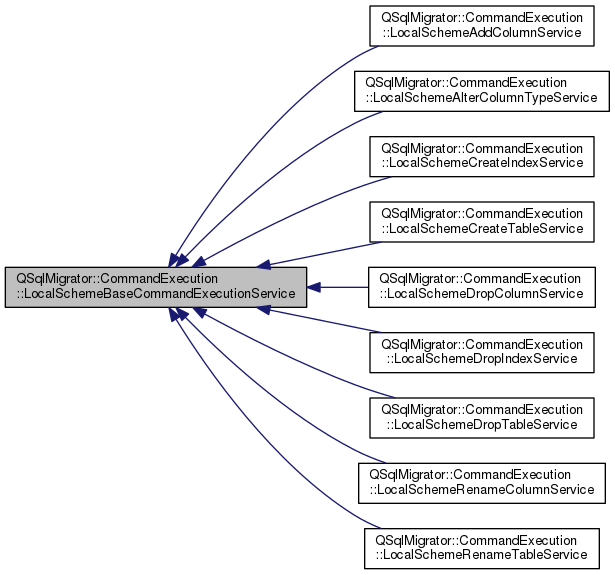 QSqlMigrator::CommandExecution
::LocalSchemeAddColumnService
QSqlMigrator::CommandExecution
::LocalSchemeAlterColumnTypeService
QSqlMigrator::CommandExecution
::LocalSchemeCreateIndexService
QSqlMigrator::CommandExecution
::LocalSchemeCreateTableService
QSqlMigrator::CommandExecution
::LocalSchemeBaseCommandExecutionService
QSqlMigrator::CommandExecution
::LocalSchemeDropColumnService
QSqlMigrator::CommandExecution
::LocalSchemeDropIndexService
QSqlMigrator::CommandExecution
::LocalSchemeDropTableService
QSqlMigrator::CommandExecution
::LocalSchemeRenameColumnService
QSqlMigrator::CommandExecution
::LocalSchemeRenameTableService